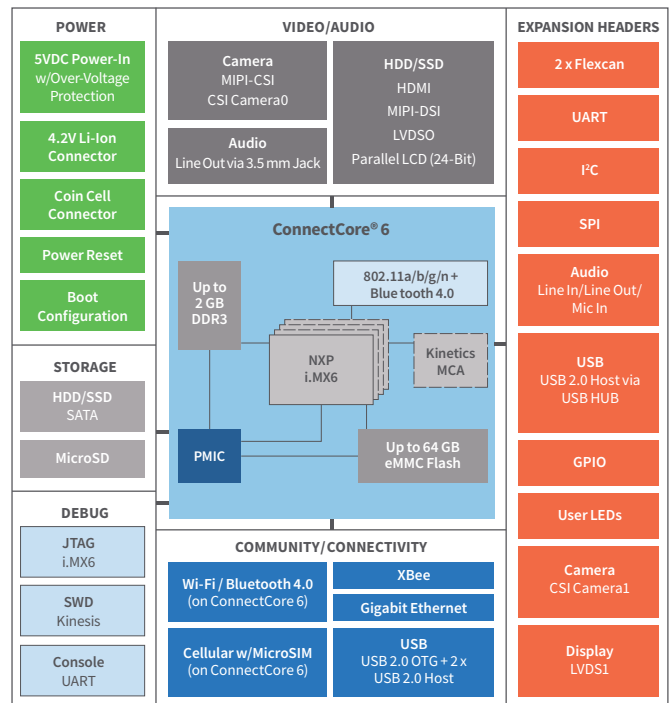 POWER
5VDC Power-In
w/Over-Voltage
Protection
4.2V Li-Ion
Connector
Coin Cell
Connector
Power Reset
Boot
Configuration
STORAGE
HDD/SSD
SATA
MicroSD
DEBUG
JTAG
i.MX6
SWD
Kinesis
Console
UART
VIDEO/AUDIO
Camera
MIPI-CSI
CSI Camera0
Audio
Line Out via 3.5 mm Jack
HDD/SSD
HDMI
MIPI-DSI
LVDSO
Parallel LCD (24-Bit)
ConnectCore® 6
Up to
2 GB
DDR3
802.11a/b/g/n +
Blue tooth 4.0
NXP
i.MX6
Kinetics
MCA
PMIC
Up to 64 GB
eMMC Flash
COMMUNITY/CONNECTIVITY
Wi-Fi / Bluetooth 4.0
(on ConnectCore 6)
XBee
Gigabit Ethernet
Cellular w/MicroSIM
(on ConnectCore 6)
USB
USB 2.0 OTG + 2 x
USB 2.0 Host
EXPANSION HEADERS
2 x Flexcan
UART
I²C
SPI
Audio
Line In/Line Out/
Mic In
USB
USB 2.0 Host via
USB HUB
GPIO
User LEDs
Camera
CSI Camera1
Display
LVDS1